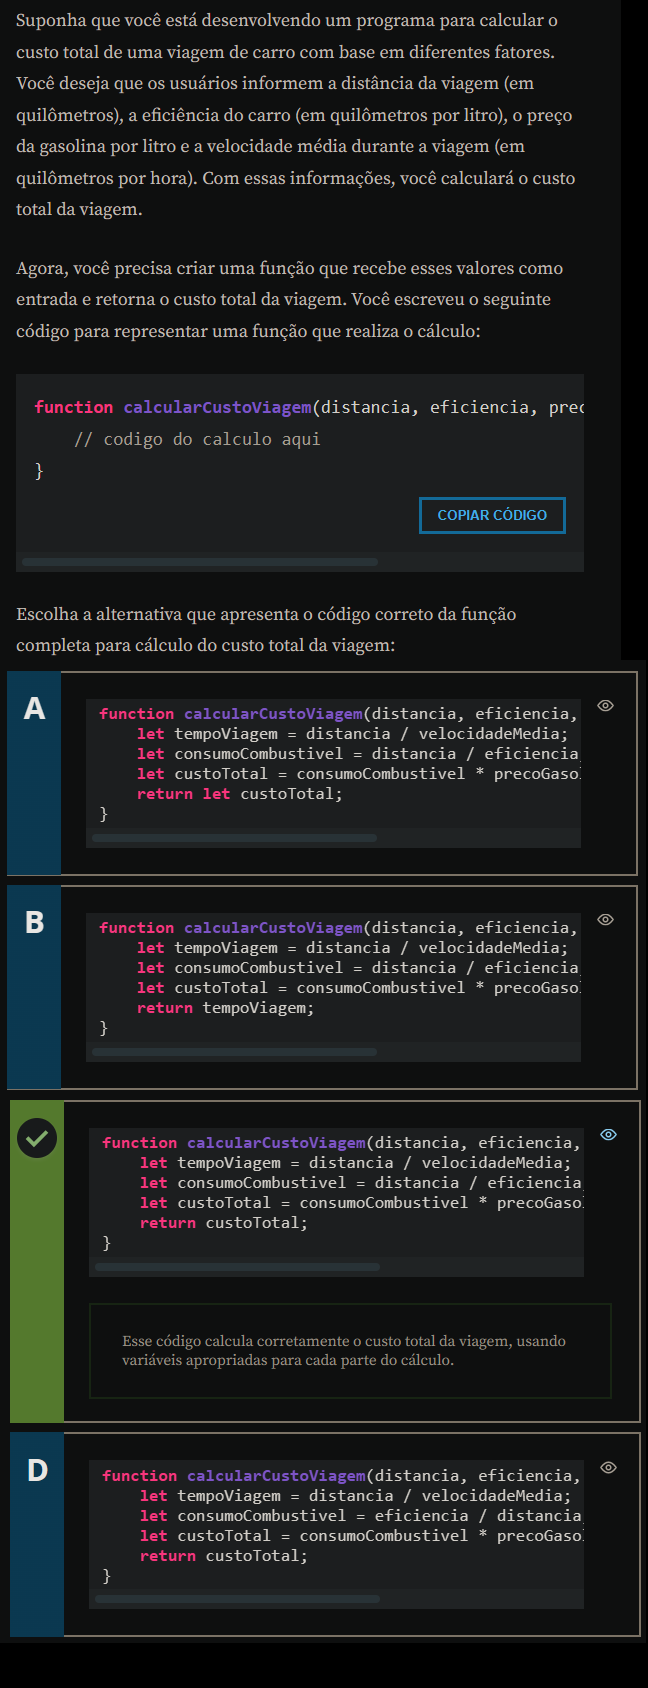 Suponha que você está desenvolvendo um programa para calcular o
custo total de uma viagem de carro com base em diferentes fatores.
Você deseja que os usuários informem a distância da viagem (em
quilômetros), a eficiência do carro (em quilômetros por litro), o preço
da gasolina por litro e a velocidade média durante a viagem (em
quilômetros por hora). Com essas informações, você calculará o custo
total da viagem.
Agora, você precisa criar uma função que recebe esses valores como
entrada e retorna o custo total da viagem. Você escreveu o seguinte
código para representar uma função que realiza o cálculo:
function calcularCustoViagem(distancia, eficiencia, prec
// codigo do calculo aqui
}
COPIAR CÓDIGO
Escolha a alternativa que apresenta o código correto da função
completa para cálculo do custo total da viagem:
A
function calcularCustoViagem(distancia, eficiencia,
let tempoViagem = distancia / velocidadeMedia;
let consumoCombustivel = distancia / eficiencia
let custoTotal = consumoCombustivel * precoGaso
return let custoTotal;
}
B
function calcularCustoViagem(distancia, eficiencia,
let tempoViagem = distancia / velocidadeMedia;
let consumoCombustivel = distancia / eficiencia
let custoTotal = consumoCombustivel * precoGaso
return tempoViagem;
}
function calcularCustoViagem(distancia, eficiencia,
let tempoViagem = distancia / velocidadeMedia;
let consumoCombustivel = distancia / eficiencia
let custoTotal = consumoCombustivel * precoGaso
return custoTotal;
}
Esse código calcula corretamente o custo total da viagem, usando
variáveis apropriadas para cada parte do cálculo.
D
function calcularCustoViagem(distancia, eficiencia,
let tempoViagem = distancia / velocidadeMedia;
let consumoCombustivel = eficiencia / distancia
let custoTotal = consumoCombustivel * precoGaso
return custoTotal;
}